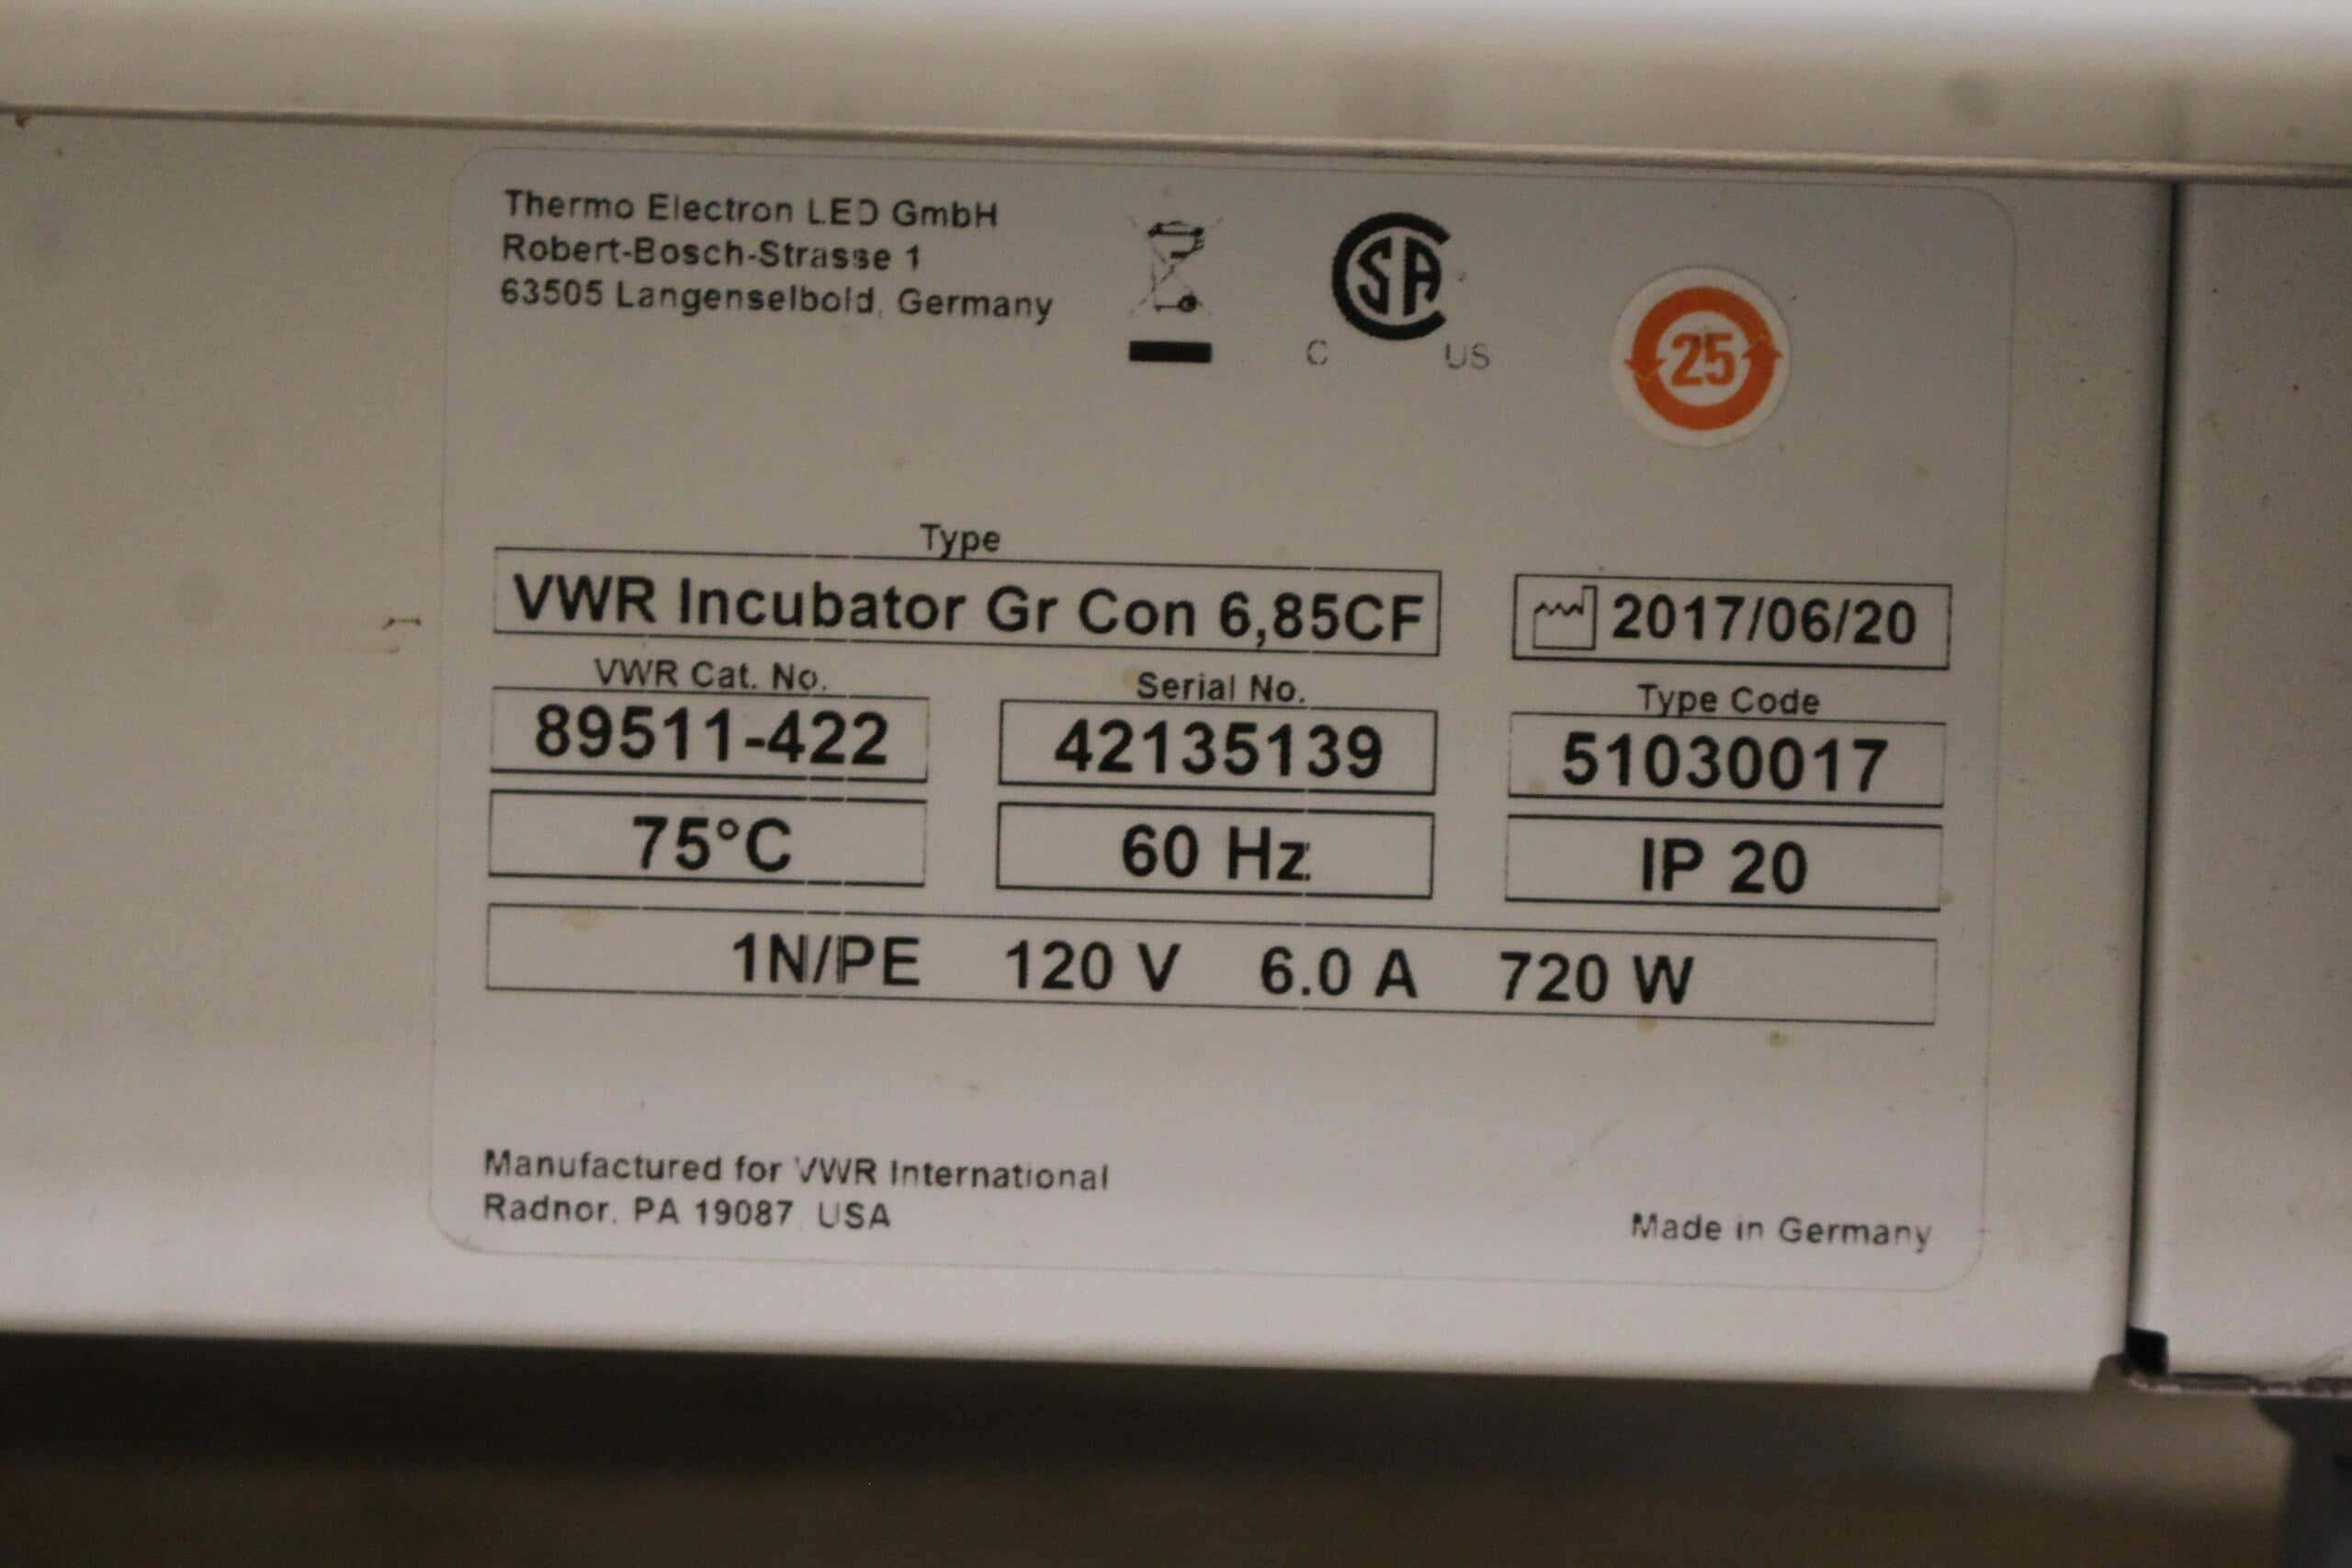 Thermo Electron LED GmbH
Robert-Bosch-Strasse 1
63505 Langenselbold, Germany
CSA
C US
25
Type
VWR Incubator Gr Con 6,85CF
2017/06/20
VWR Cat. No.
89511-422
Serial No.
42135139
Type Code
51030017
75°C
60 Hz
IP 20
1N/PE 120 V 6.0 A 720 W
Manufactured for VWR International
Radnor, PA 19087 USA
Made in Germany